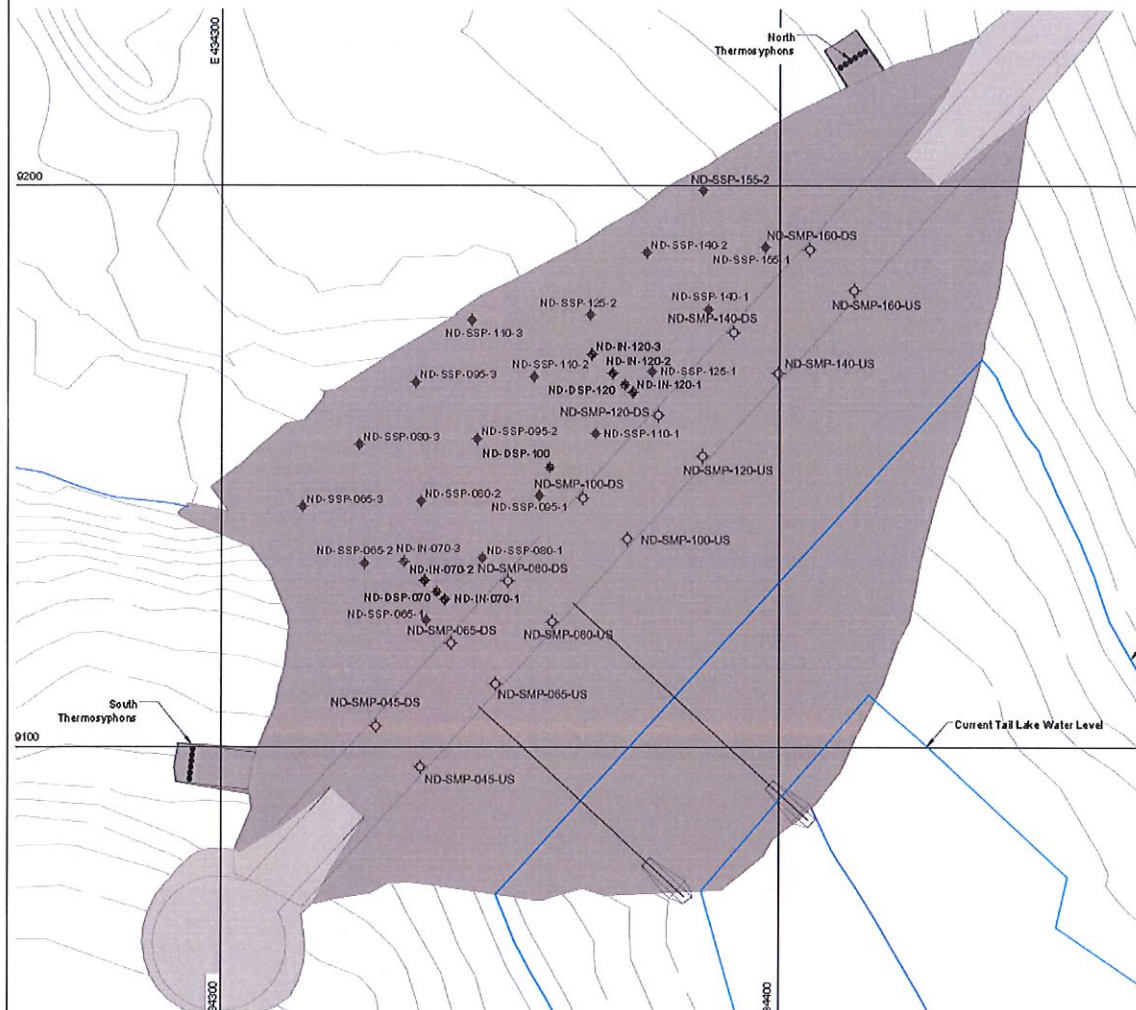 E 434300
North
Thermosyphons
9200
ND-SSP-155-2
ND-SMP-160-DS
ND-SSP-140-2
ND-SSP-155-1
ND-SMP-160-US
ND-SSP-125-2
ND-SSP-140-1
ND-SSP-110-3
ND-SMP-140-DS
ND-IN-120-3
ND-IN-120-2
ND-SSP-110-2
ND-SSP-125-1
ND-SMP-140-US
ND-SSP-095-3
ND-DSP-120
ND-IN-120-1
ND-SMP-120-DS
ND-SSP-080-3
ND-SSP-095-2
ND-SSP-110-1
ND-DSP-100
ND-SMP-120-US
ND-SMP-100-DS
ND-SSP-065-3
ND-SSP-080-2
ND-SSP-095-1
ND-SMP-100-US
ND-SSP-065-2
ND-IN-070-3
ND-SSP-080-1
ND-IN-070-2
ND-SMP-080-DS
ND-DSP-070
ND-IN-070-1
ND-SSP-065-1
ND-SMP-065-DS
ND-SMP-080-US
ND-SMP-065-US
South
Thermosyphons
ND-SMP-045-DS
Current Tail Lake Water Level
9100
ND-SMP-045-US
34300
34400